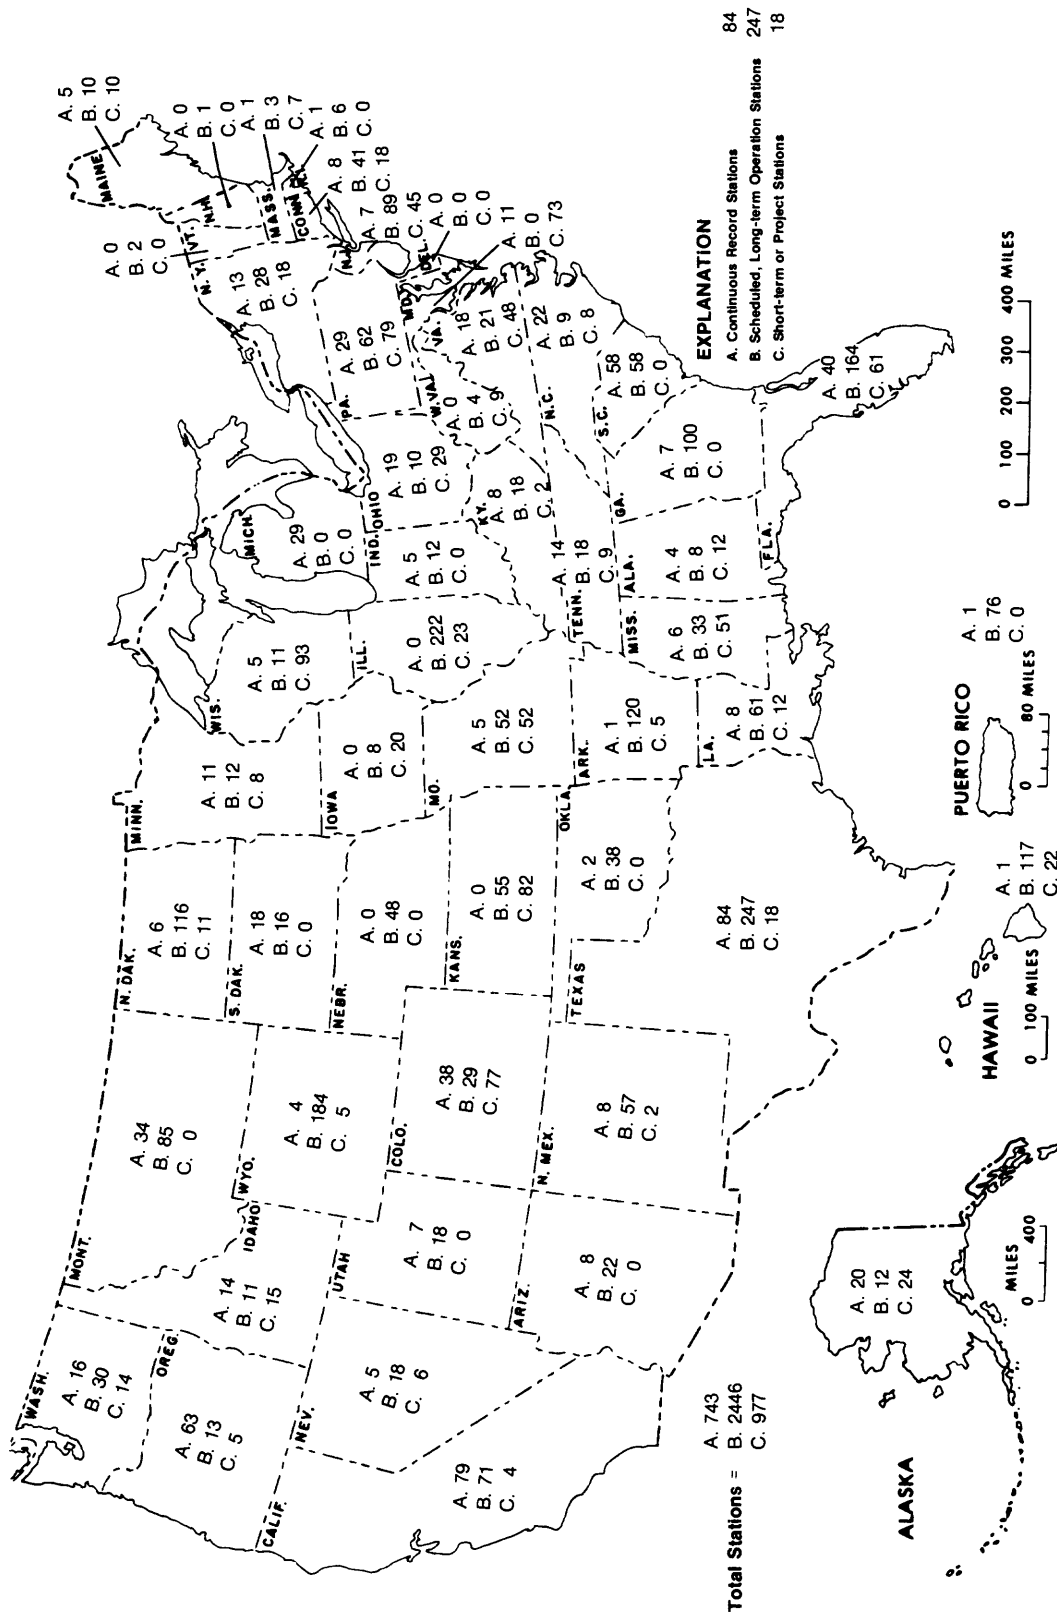 WASH.
A. 16
B. 30
C. 14
OREG.
A. 63
B. 13
C. 5
CALIF.
A. 79
B. 71
C. 4
NEV.
A. 5
B. 18
C. 6
IDAHO
A. 14
B. 11
C. 15
MONT.
A. 34
B. 85
C. 0
WYO.
A. 4
B. 184
C. 5
UTAH
A. 7
B. 18
C. 0
COLO.
A. 38
B. 29
C. 77
ARIZ.
A. 8
B. 22
C. 0
N. MEX.
A. 8
B. 57
C. 2
N. DAK.
A. 6
B. 116
C. 11
S. DAK.
A. 18
B. 16
C. 0
NEBR.
A. 0
B. 48
C. 0
KANS.
A. 0
B. 55
C. 82
OKLA
A. 2
B. 38
C. 0
TEXAS
A. 84
B. 247
C. 18
MINN.
A. 11
B. 12
C. 8
IOWA
A. 0
B. 8
C. 20
MO.
A. 5
B. 52
C. 52
ARK.
A. 1
B. 120
C. 5
LA.
A. 8
B. 61
C. 12
WIS.
A. 5
B. 11
C. 93
ILL.
A. 0
B. 222
C. 23
MICH.
A. 29
B. 0
C. 0
IND.
A. 5
B. 12
C. 0
OHIO
A. 19
B. 10
C. 29
KY.
A. 8
B. 18
C. 2
TENN.
A. 14
B. 18
C. 9
MISS.
A. 6
B. 33
C. 51
ALA.
A. 4
B. 8
C. 12
GA.
A. 7
B. 100
C. 0
FLA.
A. 40
B. 164
C. 61
S.C.
A. 58
B. 58
C. 0
N.C.
A. 22
B. 9
C. 8
VA.
A. 18
B. 21
C. 48
W.VA.
A. 0
B. 4
C. 9
MD.
A. 11
B. 0
C. 73
DEL.
A. 0
B. 0
C. 0
PA.
A. 29
B. 62
C. 79
N.J.
A. 7
B. 89
C. 45
N.Y.
A. 13
B. 28
C. 18
CONN.
A. 8
B. 41
C. 18
A. 1
B. 6
C. 0
MASS.
A. 1
B. 3
C. 7
VT.
A. 0
B. 2
C. 0
N.H.
A. 0
B. 1
C. 0
MAINE
A. 5
B. 10
C. 10
EXPLANATION
A. Continuous Record Stations 84
B. Scheduled, Long-term Operation Stations 247
C. Short-term or Project Stations 18
0 100 200 300 400 MILES
Total Stations = A. 743
B. 2446
C. 977
ALASKA
A. 20
B. 12
C. 24
MILES
0 400
HAWAII
A. 1
B. 117
C. 22
0 100 MILES
PUERTO RICO
A. 1
B. 76
C. 0
0 80 MILES